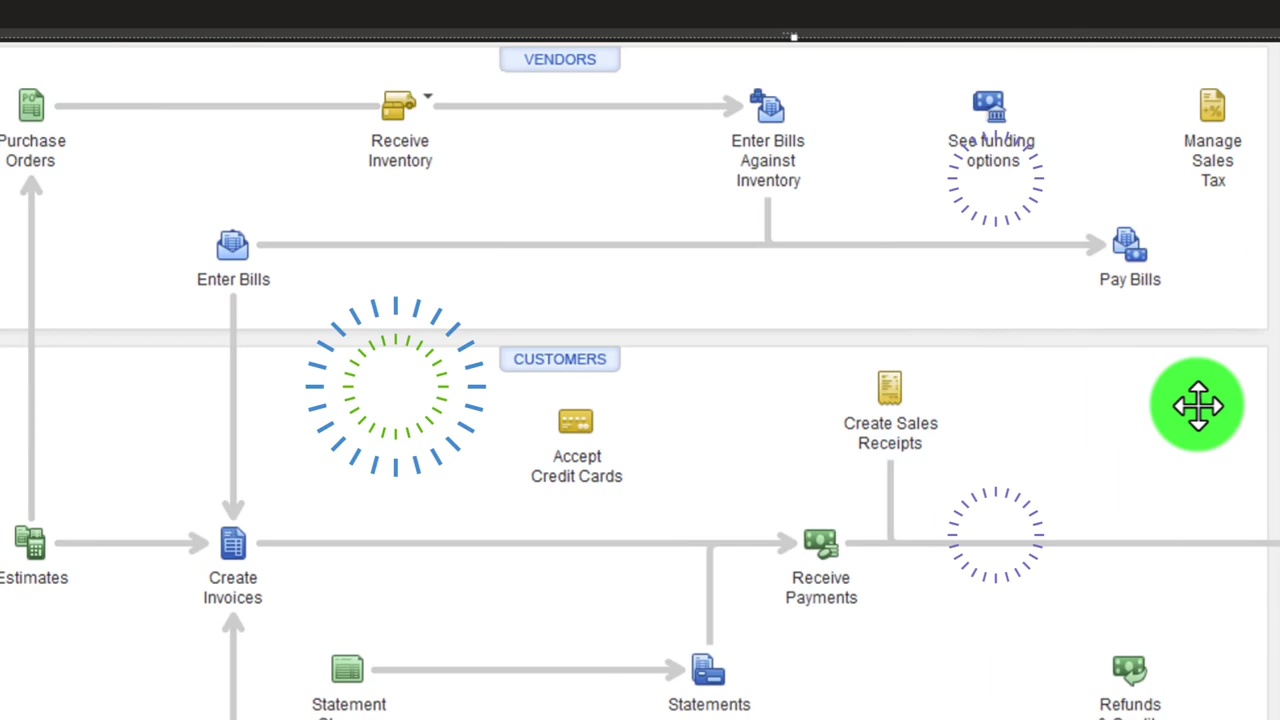 VENDORS
Purchase
Orders
Receive
Inventory
Enter Bills
Against
Inventory
See funding
options
Manage
Sales
Tax
Enter Bills
Pay Bills
CUSTOMERS
Create Sales
Receipts
Accept
Credit Cards
Estimates
Create
Invoices
Receive
Payments
Statement
Statements
Refunds